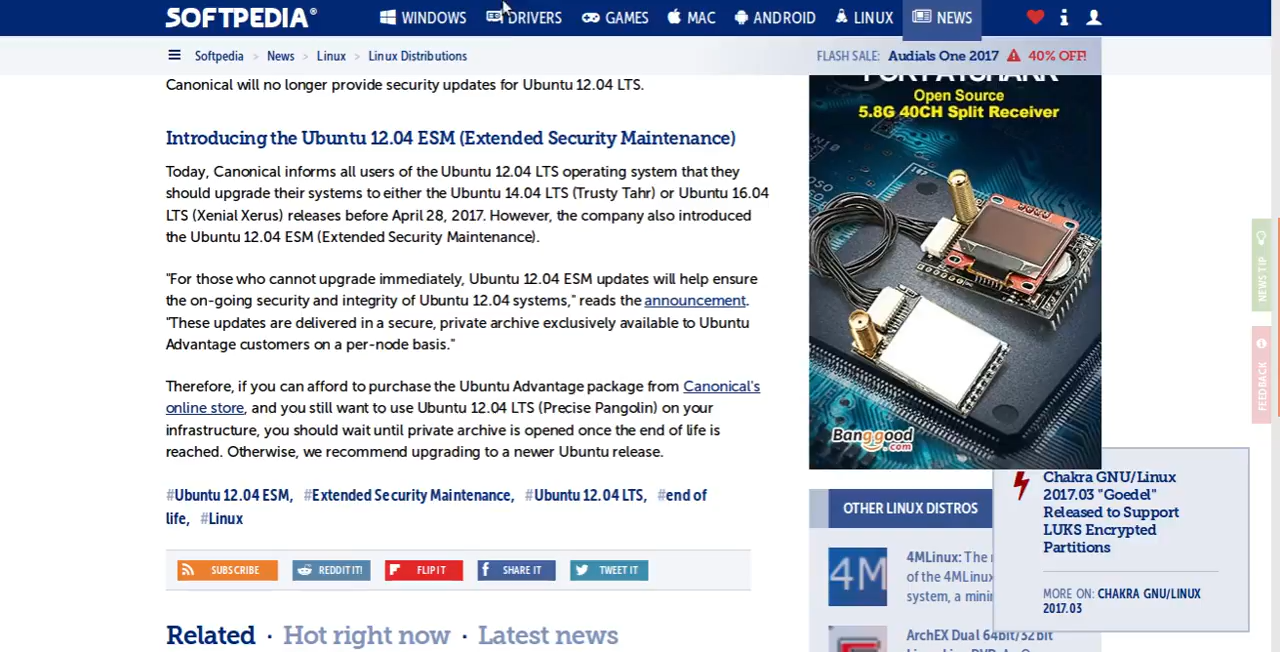 SOFTPEDIA®
WINDOWS DRIVERS GAMES MAC ANDROID LINUX NEWS
Softpedia > News > Linux > Linux Distributions
FLASH SALE: Audials One 2017 40% OFF!
Canonical will no longer provide security updates for Ubuntu 12.04 LTS.
Introducing the Ubuntu 12.04 ESM (Extended Security Maintenance)
Today, Canonical informs all users of the Ubuntu 12.04 LTS operating system that they
should upgrade their systems to either the Ubuntu 14.04 LTS (Trusty Tahr) or Ubuntu 16.04
LTS (Xenial Xerus) releases before April 28, 2017. However, the company also introduced
the Ubuntu 12.04 ESM (Extended Security Maintenance).
"For those who cannot upgrade immediately, Ubuntu 12.04 ESM updates will help ensure
the on-going security and integrity of Ubuntu 12.04 systems," reads the announcement.
"These updates are delivered in a secure, private archive exclusively available to Ubuntu
Advantage customers on a per-node basis."
Therefore, if you can afford to purchase the Ubuntu Advantage package from Canonical's
online store, and you still want to use Ubuntu 12.04 LTS (Precise Pangolin) on your
infrastructure, you should wait until private archive is opened once the end of life is
reached. Otherwise, we recommend upgrading to a newer Ubuntu release.
#Ubuntu 12.04 ESM, #Extended Security Maintenance, #Ubuntu 12.04 LTS, #end of
life, #Linux
SUBSCRIBE REDDIT IT! FLIP IT SHARE IT TWEET IT
Related · Hot right now · Latest news
Open Source
5.8G 40CH Split Receiver
Banggood
.com
OTHER LINUX DISTROS
4M
4MLinux: The
of the 4MLinux
system, a mini
ArchEX Dual 64bit/32bit
NEWS TIP
FEEDBACK
Chakra GNU/Linux
2017.03 "Goedel"
Released to Support
LUKS Encrypted
Partitions
MORE ON: CHAKRA GNU/LINUX
2017.03